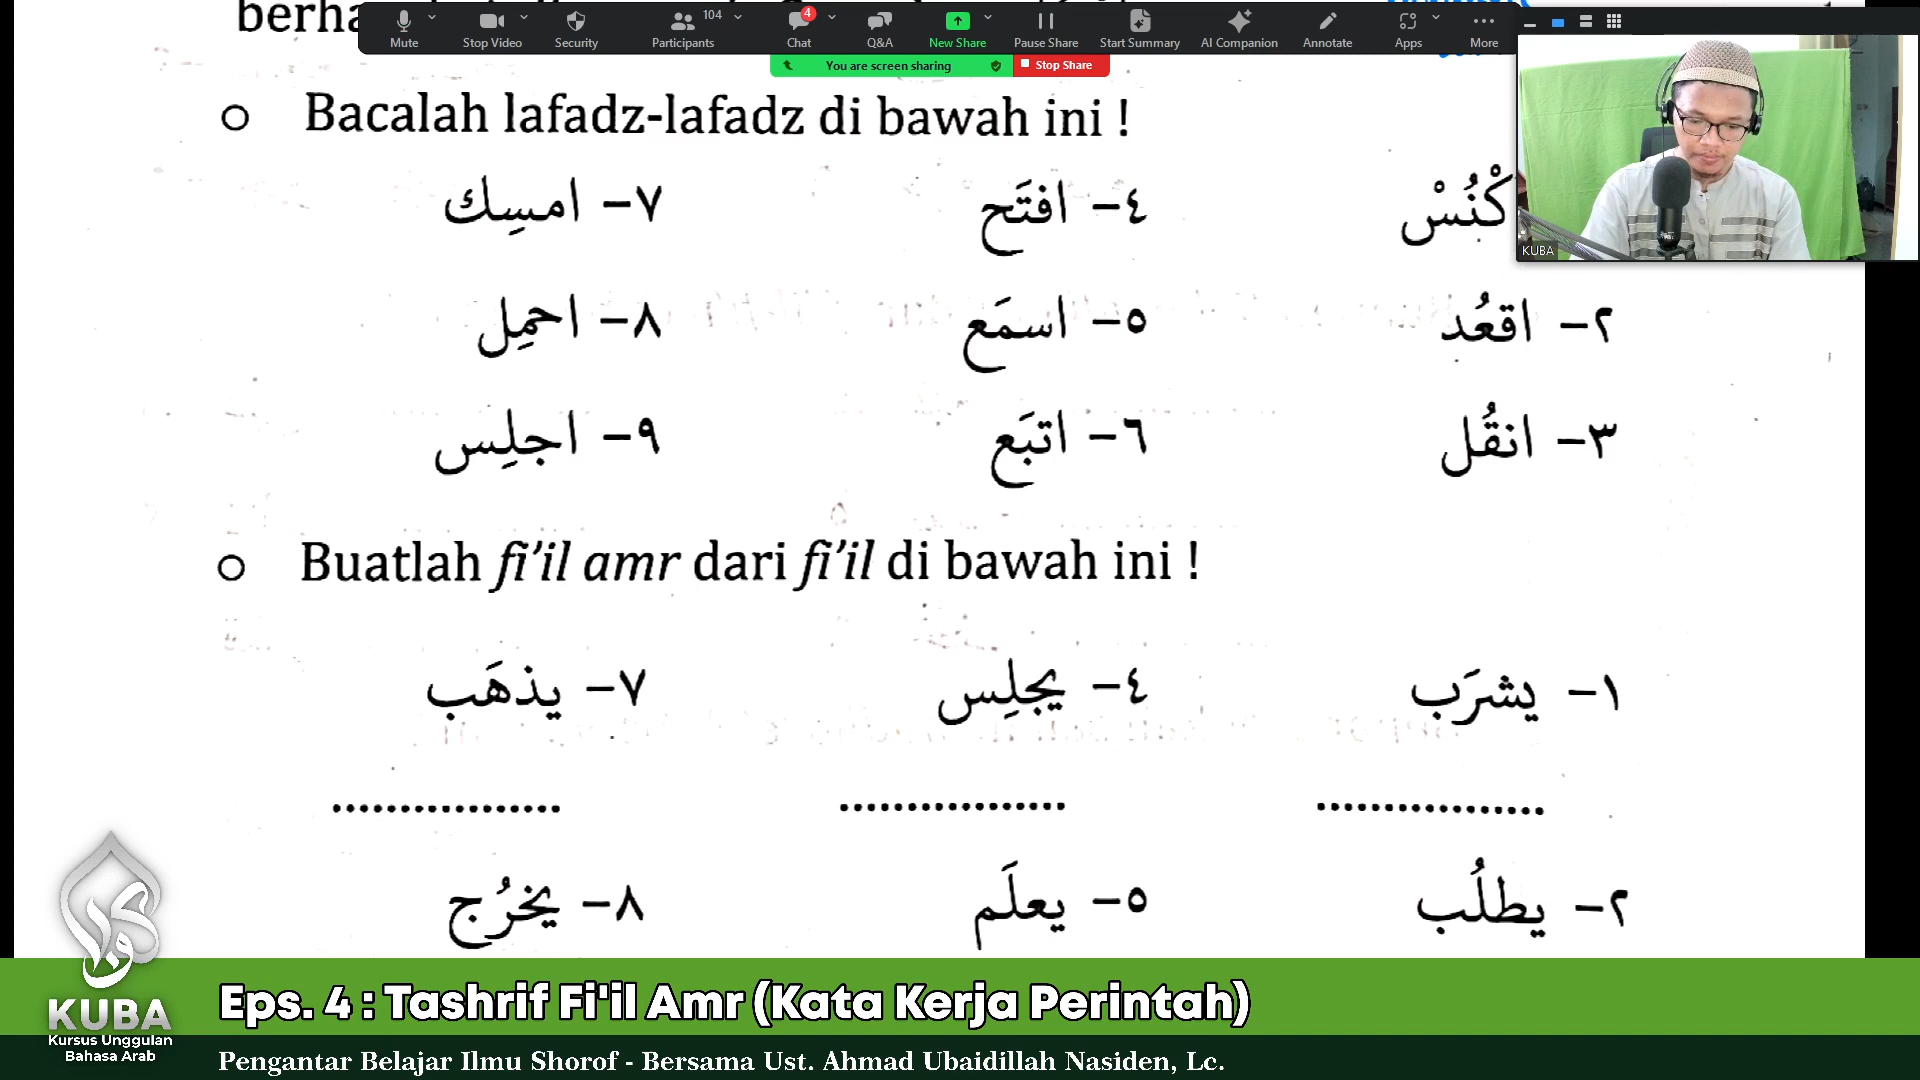 Mute
Stop Video
Security
Participants 104
Chat 4
Q&A
New Share
Pause Share
Start Summary
AI Companion
Annotate
Apps
More
You are screen sharing
Stop Share
KUBA
Bacalah lafadz-lafadz di bawah ini !
كْنُسْ
٤- افتَح
٧- امسِك
٢- اقعُد
٥- اسمَع
٨- احمِل
٣- انقُل
٦- اتبَع
٩- اجلِس
Buatlah fi’il amr dari fi’il di bawah ini !
١- يشرَب
٤- يجلِس
٧- يذهَب
................. ................. .................
٢- يطلُب
٥- يعلَم
٨- يخرُج
KUBA
Kursus Unggulan
Bahasa Arab
Eps. 4 : Tashrif Fi'il Amr (Kata Kerja Perintah)
Pengantar Belajar Ilmu Shorof - Bersama Ust. Ahmad Ubaidillah Nasiden, Lc.